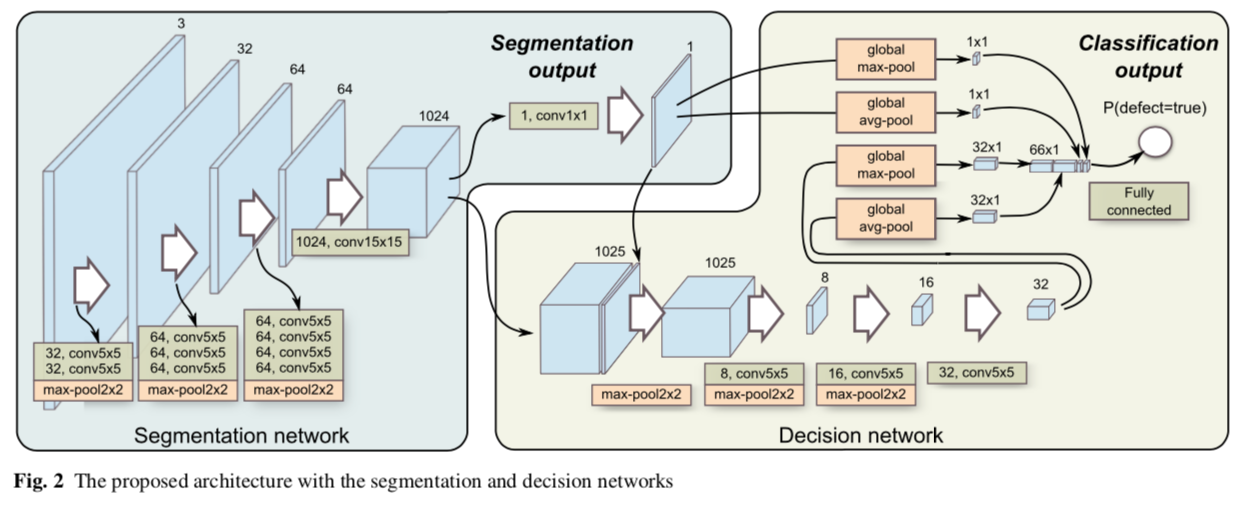 3
32
64
64
1024
32, conv5x5
32, conv5x5
max-pool2x2
64, conv5x5
64, conv5x5
64, conv5x5
max-pool2x2
64, conv5x5
64, conv5x5
64, conv5x5
64, conv5x5
max-pool2x2
1024, conv15x15
Segmentation network
Segmentation
output
1, conv1x1
1
global
max-pool
1x1
global
avg-pool
1x1
global
max-pool
32x1
global
avg-pool
32x1
66x1
Classification
output
P(defect=true)
Fully
connected
1025
1025
8
16
32
max-pool2x2
8, conv5x5
max-pool2x2
16, conv5x5
max-pool2x2
32, conv5x5
Decision network
Fig. 2 The proposed architecture with the segmentation and decision networks